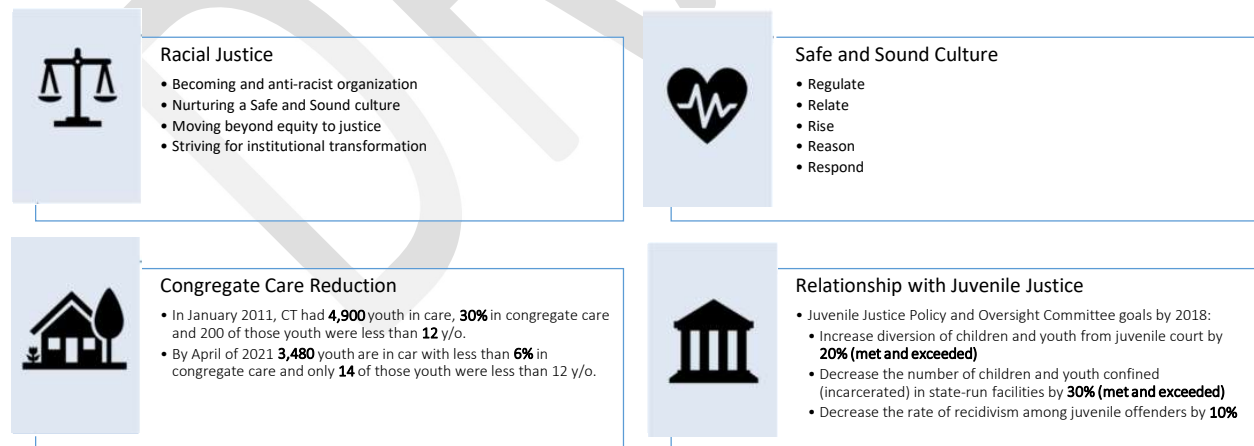 Racial Justice
• Becoming and anti-racist organization
• Nurturing a Safe and Sound culture
• Moving beyond equity to justice
• Striving for institutional transformation
Safe and Sound Culture
• Regulate
• Relate
• Rise
• Reason
• Respond
Congregate Care Reduction
• In January 2011, CT had 4,900 youth in care, 30% in congregate care
and 200 of those youth were less than 12 y/o.
• By April of 2021 3,480 youth are in car with less than 6% in
congregate care and only 14 of those youth were less than 12 y/o.
Relationship with Juvenile Justice
• Juvenile Justice Policy and Oversight Committee goals by 2018:
• Increase diversion of children and youth from juvenile court by
20% (met and exceeded)
• Decrease the number of children and youth confined
(incarcerated) in state-run facilities by 30% (met and exceeded)
• Decrease the rate of recidivism among juvenile offenders by 10%